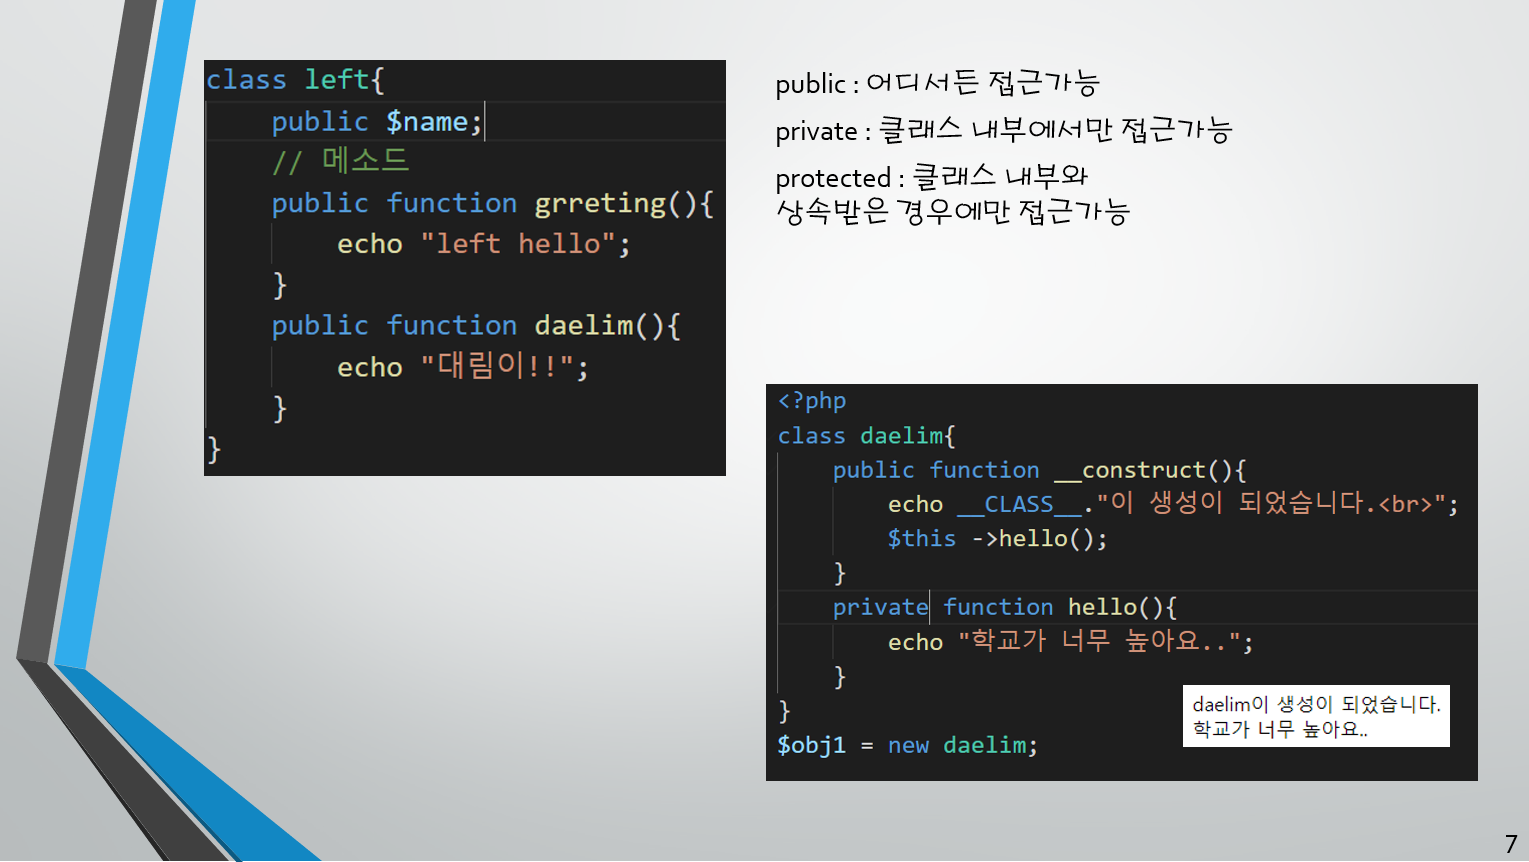 class left{
public $name;
// 메소드
public function grreting(){
echo "left hello";
}
public function daelim(){
echo "대림이!!";
}
}
public : 어디서든 접근가능
private : 클래스 내부에서만 접근가능
protected : 클래스 내부와
상속받은 경우에만 접근가능
<?php
class daelim{
public function __construct(){
echo __CLASS__."이 생성이 되었습니다.<br>";
$this ->hello();
}
private function hello(){
echo "학교가 너무 높아요..";
}
}
$obj1 = new daelim;
daelim이 생성이 되었습니다.
학교가 너무 높아요..
7